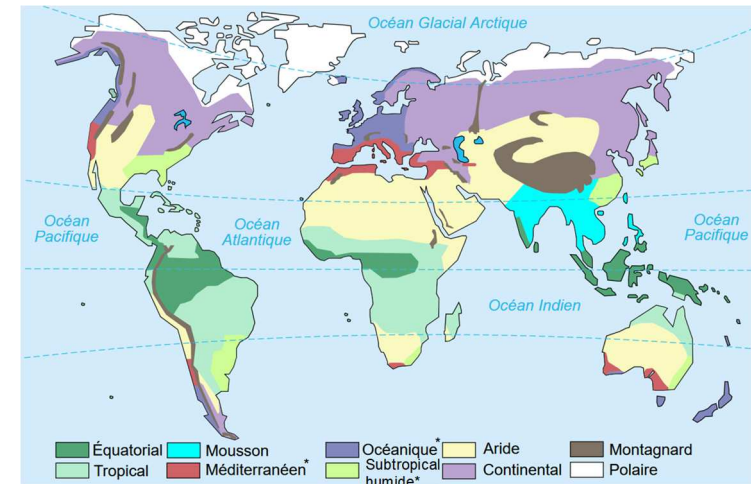 Océan Glacial Arctique
Océan
Pacifique
Océan
Atlantique
Océan
Pacifique
Océan Indien
Équatorial
Mousson
Océanique*
Aride
Montagnard
Tropical
Méditerranéen*
Subtropical
humide*
Continental
Polaire